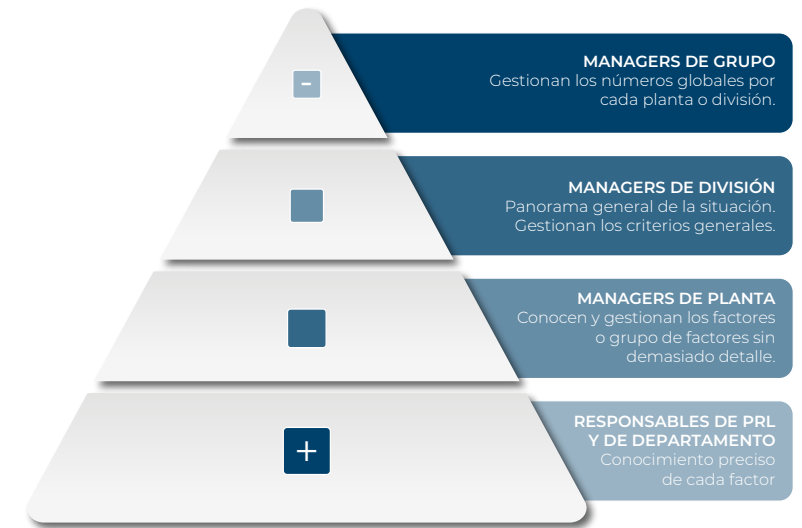 -
MANAGERS DE GRUPO
Gestionan los números globales por
cada planta o división.
MANAGERS DE DIVISIÓN
Panorama general de la situación.
Gestionan los criterios generales.
MANAGERS DE PLANTA
Conocen y gestionan los factores
o grupo de factores sin
demasiado detalle.
+
RESPONSABLES DE PRL
Y DE DEPARTAMENTO
Conocimiento preciso
de cada factor